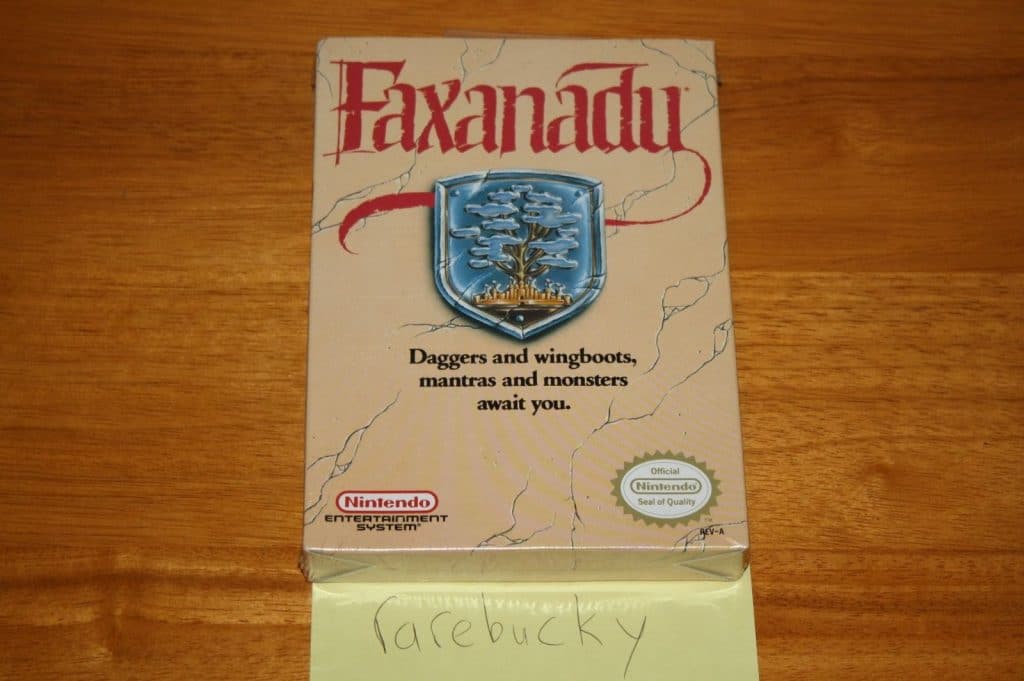 Faxanadu
Daggers and wingboots,
mantras and monsters
await you.
Nintendo
ENTERTAINMENT
SYSTEM®
Official
Nintendo
Seal of Quality
TM
REV-A
rarebucky